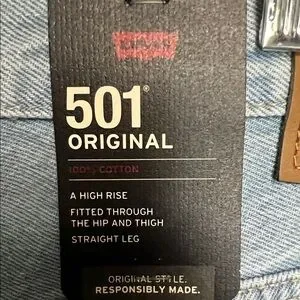 501®
ORIGINAL
100% COTTON
A HIGH RISE
FITTED THROUGH
THE HIP AND THIGH
STRAIGHT LEG
ORIGINAL STYLE.
RESPONSIBLY MADE.